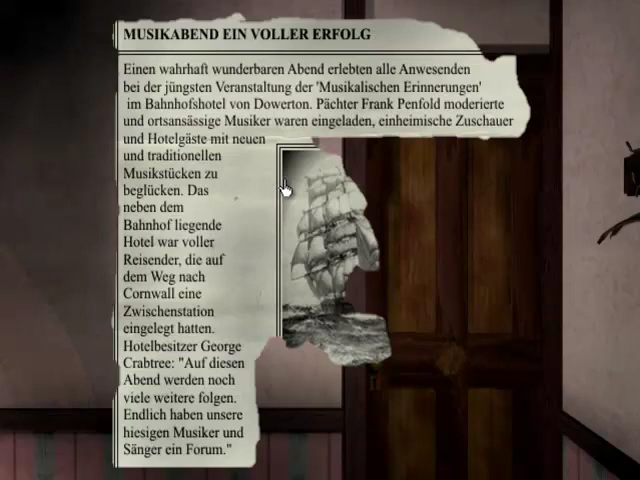 MUSIKABEND EIN VOLLER ERFOLG
Einen wahrhaft wunderbaren Abend erlebten alle Anwesenden
bei der jüngsten Veranstaltung der 'Musikalischen Erinnerungen'
im Bahnhofshotel von Dowerton. Pächter Frank Penfold moderierte
und ortsansässige Musiker waren eingeladen, einheimische Zuschauer
und Hotelgäste mit neuen
und traditionellen
Musikstücken zu
beglücken. Das
neben dem
Bahnhof liegende
Hotel war voller
Reisender, die auf
dem Weg nach
Cornwall eine
Zwischenstation
eingelegt hatten.
Hotelbesitzer George
Crabtree: "Auf diesen
Abend werden noch
viele weitere folgen.
Endlich haben unsere
hiesigen Musiker und
Sänger ein Forum."